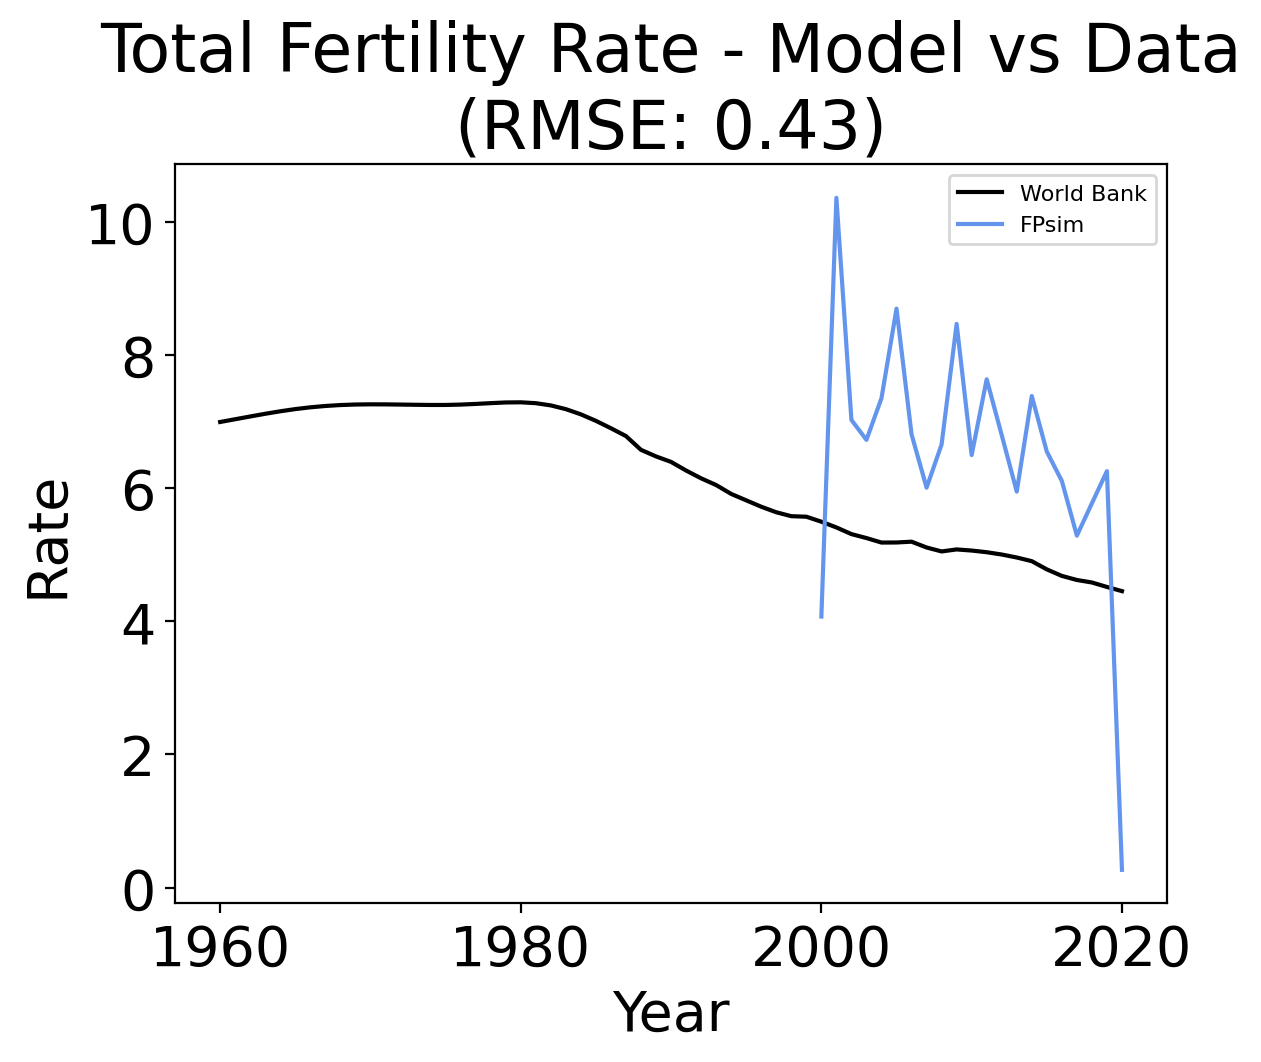 Total Fertility Rate - Model vs Data
(RMSE: 0.43)
World Bank
FPsim
10
8
6
4
2
0
Rate
1960 1980 2000 2020
Year